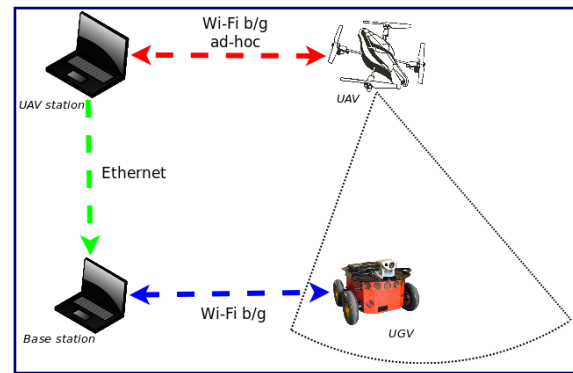 Wi-Fi b/g
ad-hoc
UAV station
UAV
Ethernet
Wi-Fi b/g
Base station
UGV